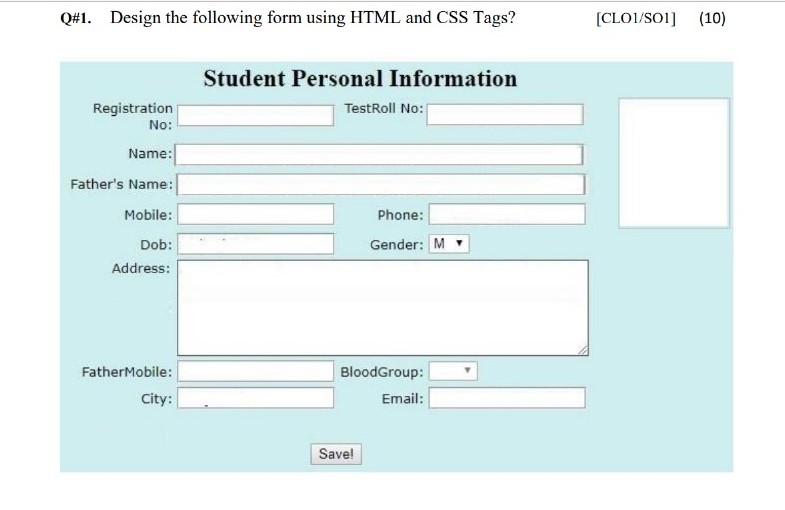 Q#1. Design the following form using HTML and CSS Tags? [CLO1/SO1] (10)
Student Personal Information
Registration No: TestRoll No:
Name:
Father's Name:
Mobile: Phone:
Dob: Gender: M
Address:
FatherMobile: BloodGroup:
City: Email:
Save!